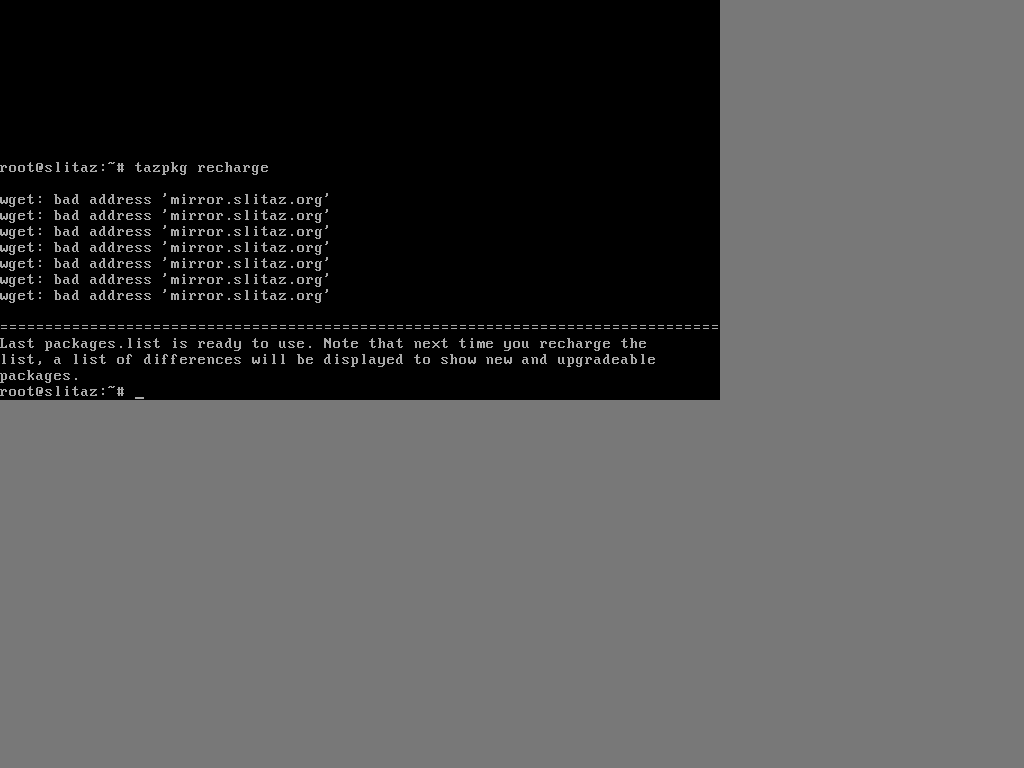 root@slitaz:~# tazpkg recharge
wget: bad address 'mirror.slitaz.org'
wget: bad address 'mirror.slitaz.org'
wget: bad address 'mirror.slitaz.org'
wget: bad address 'mirror.slitaz.org'
wget: bad address 'mirror.slitaz.org'
wget: bad address 'mirror.slitaz.org'
wget: bad address 'mirror.slitaz.org'
================================================================================
Last packages.list is ready to use. Note that next time you recharge the
list, a list of differences will be displayed to show new and upgradeable
packages.
root@slitaz:~# _